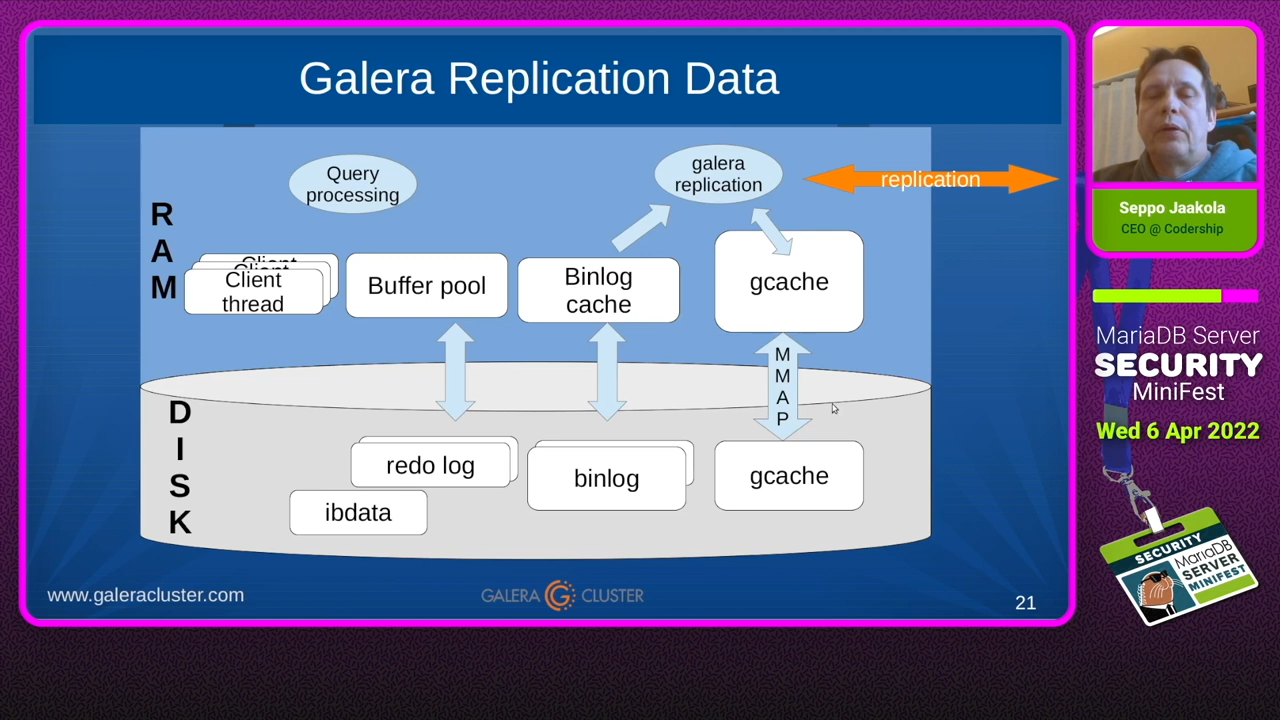 Galera Replication Data
Query
processing
galera
replication
replication
R
A
M
Client
Client
Client
thread
Buffer pool
Binlog
cache
gcache
M
M
A
P
D
I
S
K
redo log
binlog
gcache
ibdata
www.galeracluster.com
GALERA CLUSTER
21
Seppo Jaakola
CEO @ Codership
MariaDB Server
SECURITY
MiniFest
Wed 6 Apr 2022
SECURITY
MariaDB
SERVER
MINIFEST